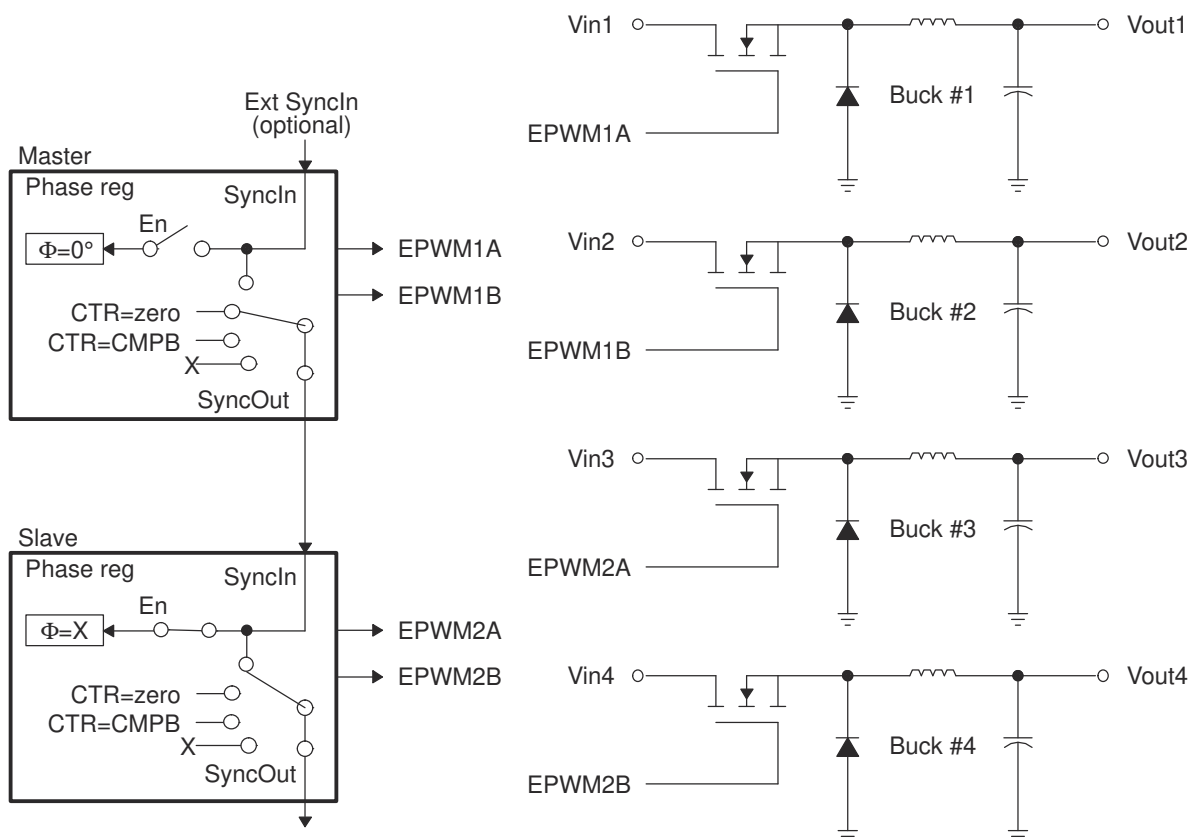 Ext SyncIn
(optional)
Master
Phase reg
SyncIn
En
Φ=0°
EPWM1A
EPWM1B
CTR=zero
CTR=CMPB
X
SyncOut
Slave
Phase reg
SyncIn
En
Φ=X
EPWM2A
EPWM2B
CTR=zero
CTR=CMPB
X
SyncOut
Vin1
Vout1
Buck #1
EPWM1A
Vin2
Vout2
Buck #2
EPWM1B
Vin3
Vout3
Buck #3
EPWM2A
Vin4
Vout4
Buck #4
EPWM2B